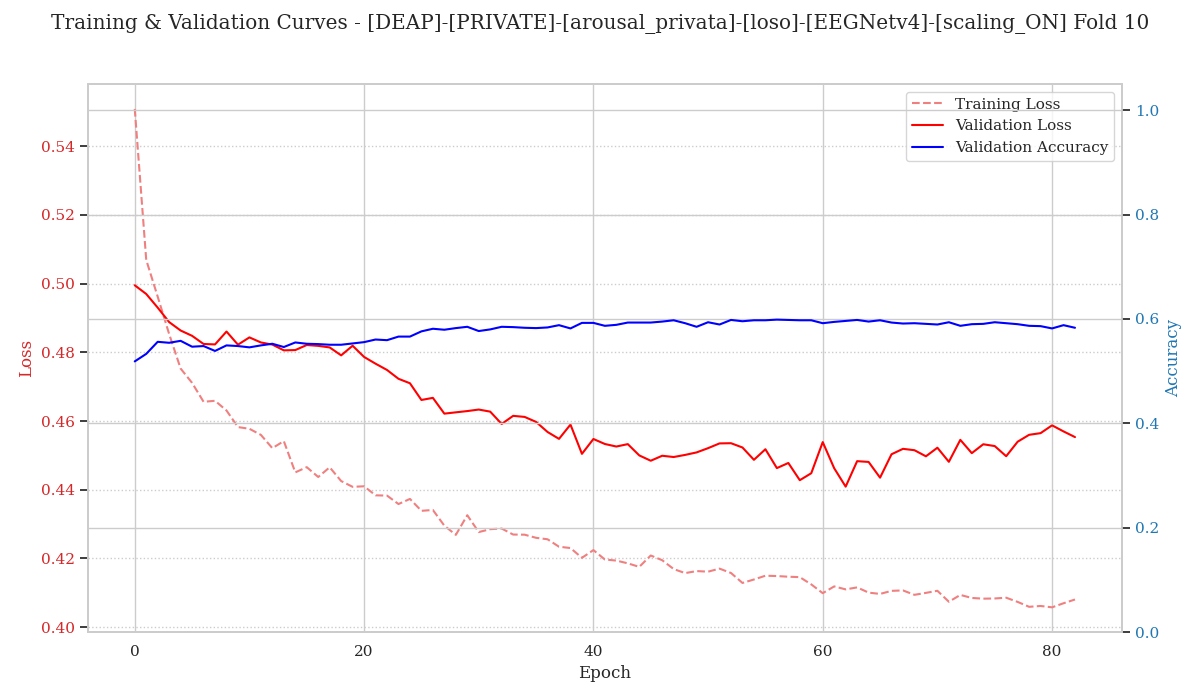 Training & Validation Curves - [DEAP]-[PRIVATE]-[arousal_privata]-[loso]-[EEGNetv4]-[scaling_ON] Fold 10
Training Loss
Validation Loss
Validation Accuracy
Loss
0.54
0.52
0.50
0.48
0.46
0.44
0.42
0.40
1.0
0.8
0.6
0.4
0.2
0.0
Accuracy
0
20
40
60
80
Epoch